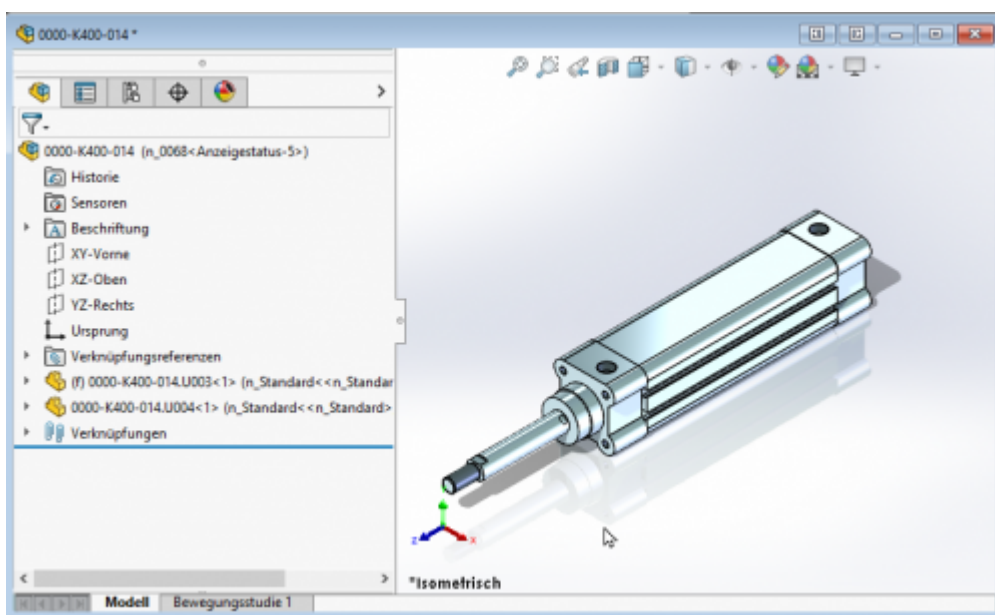 0000-K400-014 *
0000-K400-014 (n_0068<Anzeigestatus-5>)
Historie
Sensoren
Beschriftung
XY-Vorne
XZ-Oben
YZ-Rechts
Ursprung
Verknüpfungsreferenzen
(f) 0000-K400-014.U003<1> (n_Standard<<n_Standar
0000-K400-014.U004<1> (n_Standard<<n_Standard>
Verknüpfungen
z x
*Isometrisch
Modell Bewegungsstudie 1